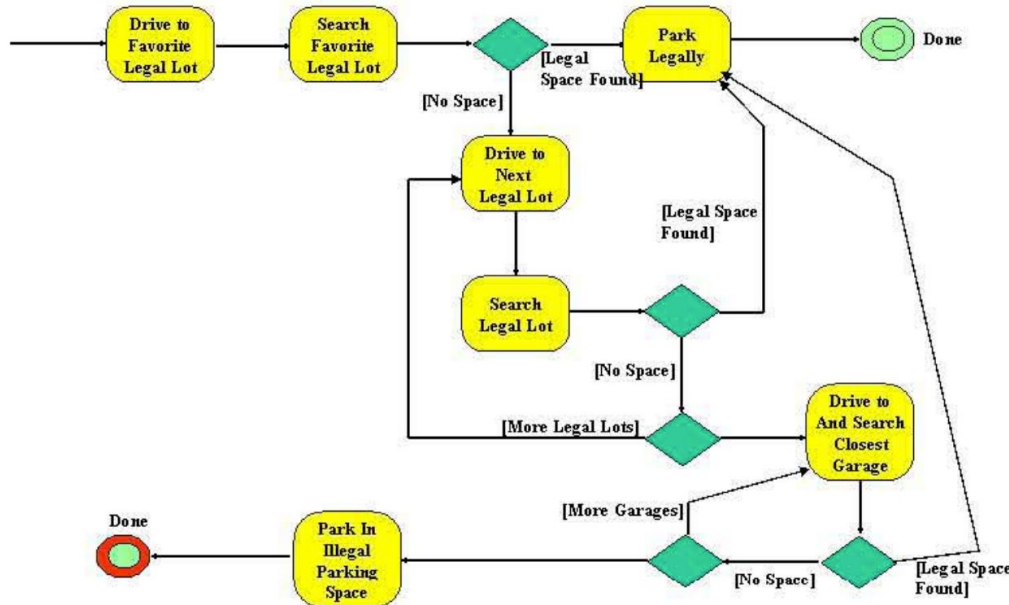 Drive to
Favorite
Legal Lot
Search
Favorite
Legal Lot
Park
Legally
Done
[Legal
Space Found]
[No Space]
Drive to
Next
Legal Lot
[Legal Space
Found]
Search
Legal Lot
[No Space]
Drive to
And Search
Closest
Garage
[More Legal Lots]
[More Garages]
Done
Park In
Illegal
Parking
Space
[No Space]
[Legal Space
Found]